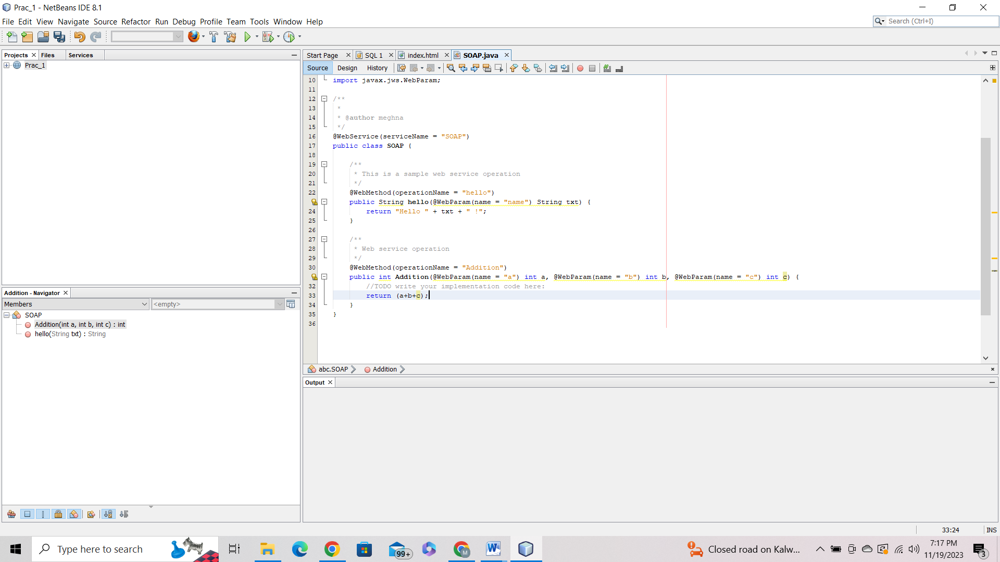 Prac_1 - NetBeans IDE 8.1
File Edit View Navigate Source Refactor Run Debug Profile Team Tools Window Help
Search (Ctrl+I)
Projects Files Services
Prac_1
Start Page SQL 1 index.html SOAP.java
Source Design History
10 import javax.jws.WebParam;
11
12 /**
13 *
14 * @author meghna
15 */
16 @WebService(serviceName = "SOAP")
17 public class SOAP {
18
19 /**
20 * This is a sample web service operation
21 */
22 @WebMethod(operationName = "hello")
public String hello(@WebParam(name = "name") String txt) {
24 return "Hello " + txt + " !";
25 }
26
27 /**
28 * Web service operation
29 */
30 @WebMethod(operationName = "Addition")
public int Addition(@WebParam(name = "a") int a, @WebParam(name = "b") int b, @WebParam(name = "c") int c) {
32 //TODO write your implementation code here:
33 return (a+b+c);
34 }
35 }
36
Addition - Navigator
Members <empty>
SOAP
Addition(int a, int b, int c) : int
hello(String txt) : String
abc.SOAP Addition
Output
33:24 INS
Type here to search
99+
M
Closed road on Kalw...
7:17 PM
11/19/2023
3